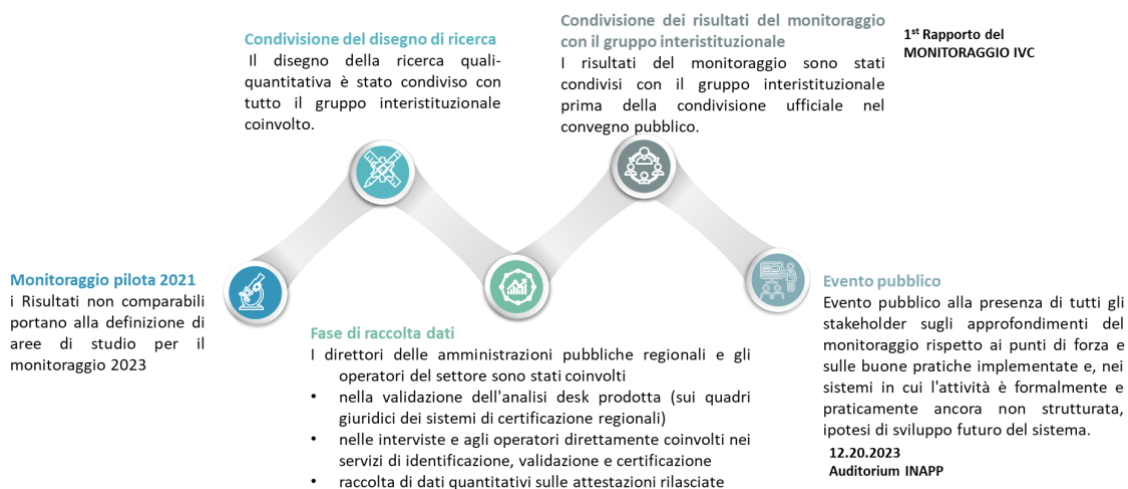 Monitoraggio pilota 2021
i Risultati non comparabili
portano alla definizione di
aree di studio per il
monitoraggio 2023
Condivisione del disegno di ricerca
Il disegno della ricerca quali-
quantitativa è stato condiviso con
tutto il gruppo interistituzionale
coinvolto.
Fase di raccolta dati
I direttori delle amministrazioni pubbliche regionali e gli
operatori del settore sono stati coinvolti
• nella validazione dell'analisi desk prodotta (sui quadri
giuridici dei sistemi di certificazione regionali)
• nelle interviste e agli operatori direttamente coinvolti nei
servizi di identificazione, validazione e certificazione
• raccolta di dati quantitativi sulle attestazioni rilasciate
Condivisione dei risultati del monitoraggio
con il gruppo interistituzionale
I risultati del monitoraggio sono stati
condivisi con il gruppo interistituzionale
prima della condivisione ufficiale nel
convegno pubblico.
1st Rapporto del
MONITORAGGIO IVC
Evento pubblico
Evento pubblico alla presenza di tutti gli
stakeholder sugli approfondimenti del
monitoraggio rispetto ai punti di forza e
sulle buone pratiche implementate e, nei
sistemi in cui l'attività è formalmente e
praticamente ancora non strutturata,
ipotesi di sviluppo futuro del sistema.
12.20.2023
Auditorium INAPP